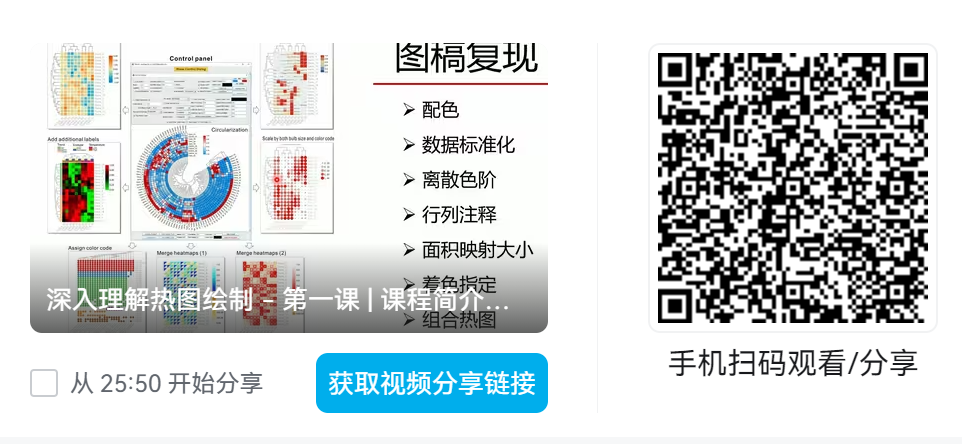 Control panel
图稿复现
配色
Circularization
Add additional labels
Scale by both bulb size and color code
数据标准化
离散色阶
行列注释
面积映射大小
Assign color code
Merge heatmaps (1)
Merge heatmaps (2)
着色指定
深入理解热图绘制 – 第一课 | 课程简介...
组合热图
从 25:50 开始分享
获取视频分享链接
手机扫码观看/分享